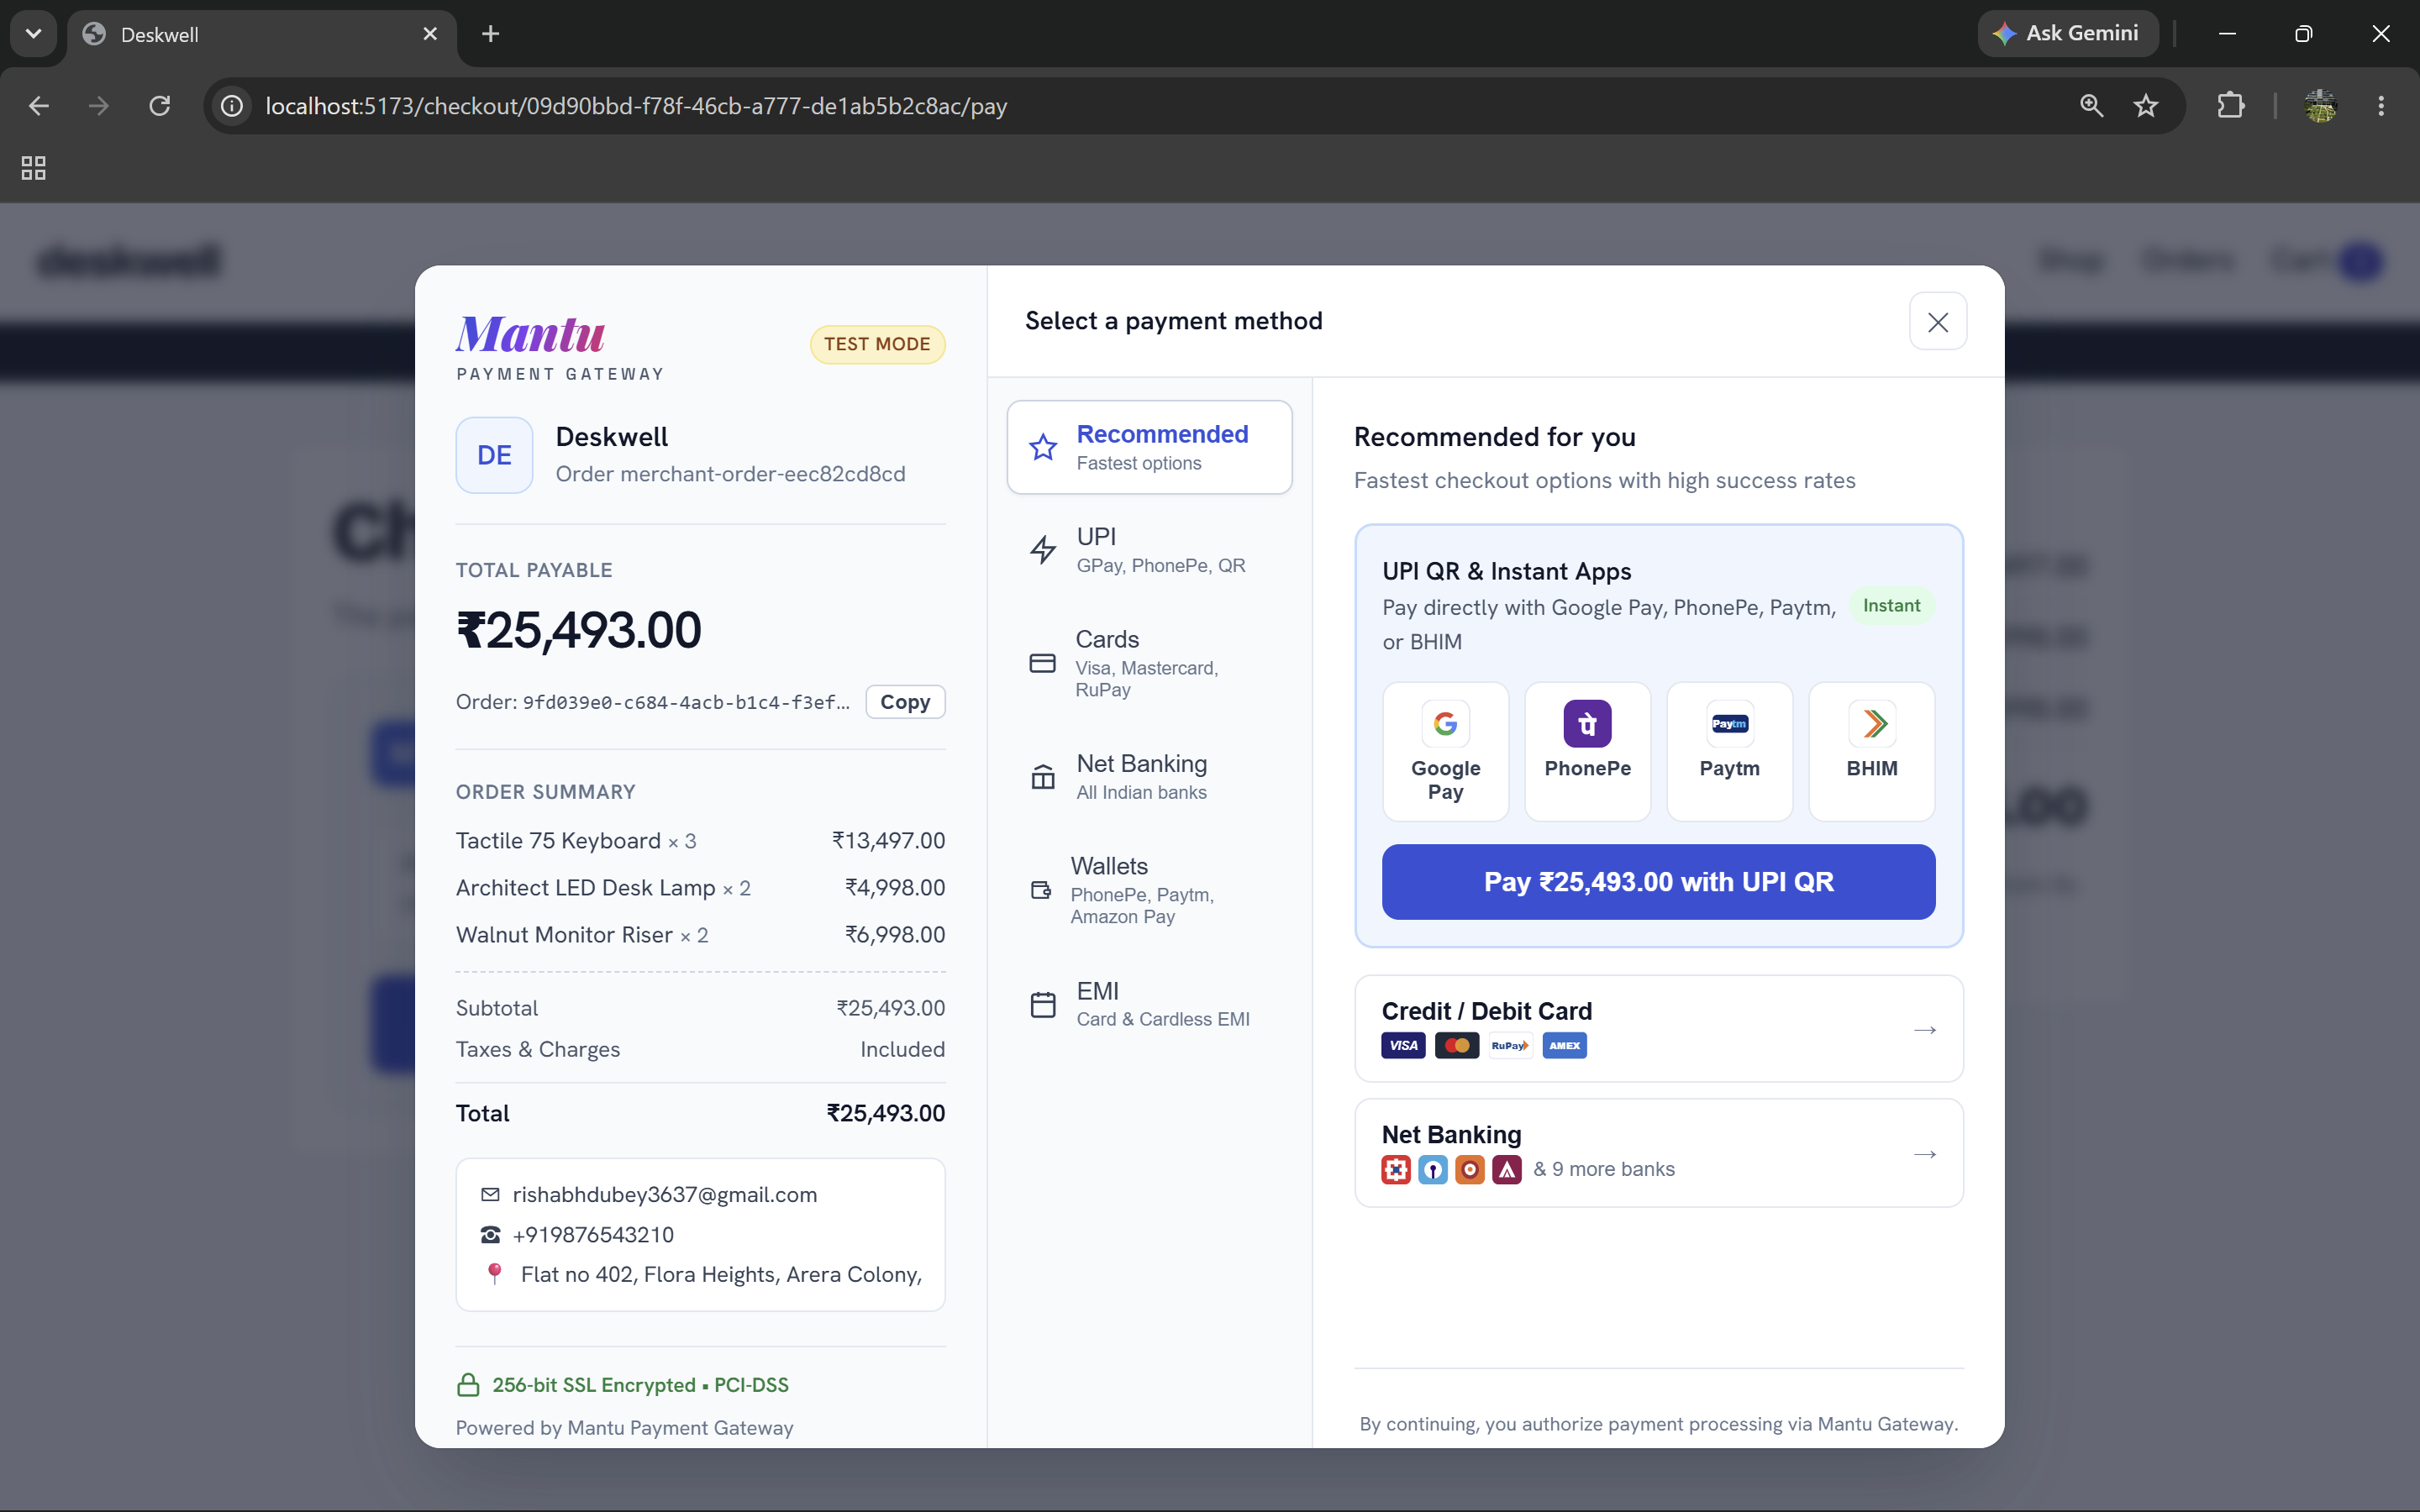 Deskwell
Ask Gemini
localhost:5173/checkout/09d90bbd-f78f-46cb-a777-de1ab5b2c8ac/pay
deskwell
Shop
Orders
Cart
Mantu
PAYMENT GATEWAY
TEST MODE
DE
Deskwell
Order merchant-order-eec82cd8cd
TOTAL PAYABLE
₹25,493.00
Order: 9fd039e0-c684-4acb-b1c4-f3ef...
Copy
ORDER SUMMARY
Tactile 75 Keyboard × 3 ₹13,497.00
Architect LED Desk Lamp × 2 ₹4,998.00
Walnut Monitor Riser × 2 ₹6,998.00
Subtotal ₹25,493.00
Taxes & Charges Included
Total ₹25,493.00
rishabhdubey3637@gmail.com
+919876543210
Flat no 402, Flora Heights, Arera Colony,
256-bit SSL Encrypted • PCI-DSS
Powered by Mantu Payment Gateway
Select a payment method
Recommended
Fastest options
UPI
GPay, PhonePe, QR
Cards
Visa, Mastercard,
RuPay
Net Banking
All Indian banks
Wallets
PhonePe, Paytm,
Amazon Pay
EMI
Card & Cardless EMI
Recommended for you
Fastest checkout options with high success rates
UPI QR & Instant Apps
Pay directly with Google Pay, PhonePe, Paytm,
or BHIM
Instant
Google
Pay
पे
PhonePe
Paytm
Paytm
BHIM
Pay ₹25,493.00 with UPI QR
Credit / Debit Card
VISA
RuPay
AMEX
Net Banking
& 9 more banks
By continuing, you authorize payment processing via Mantu Gateway.